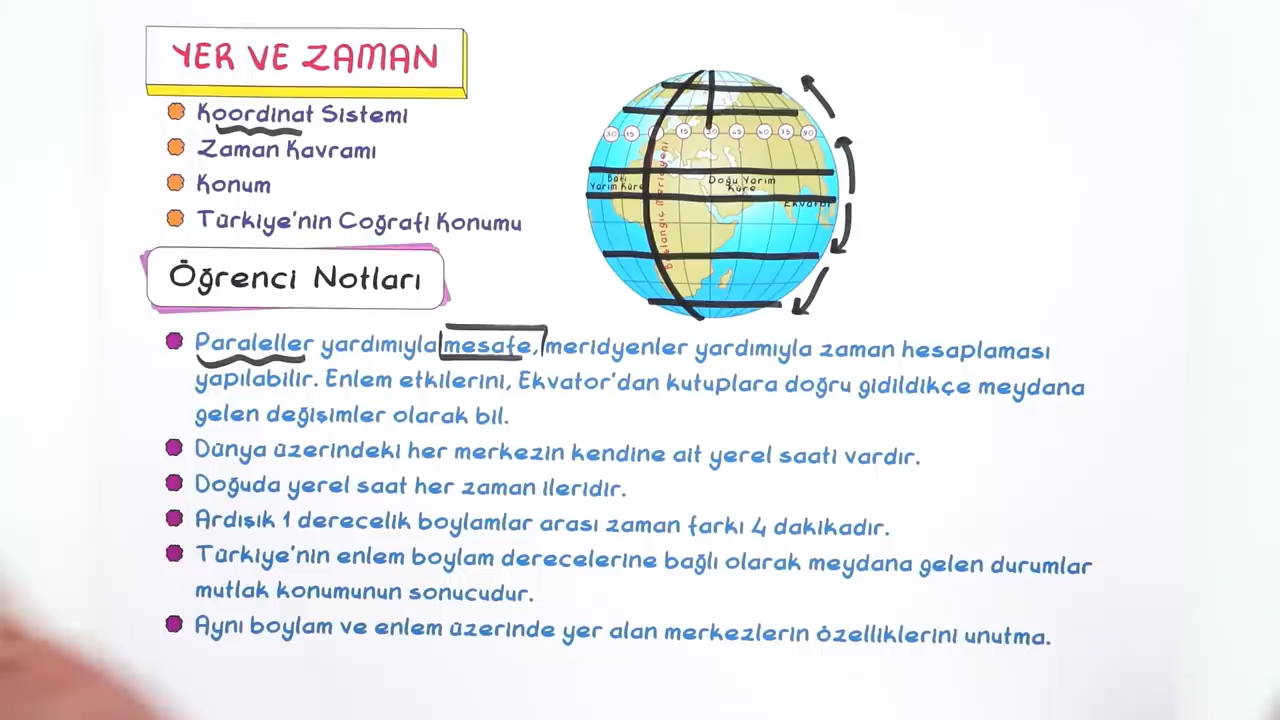 YER VE ZAMAN
Koordinat Sistemi
Zaman Kavramı
Konum
Türkiye'nin Coğrafi Konumu
Öğrenci Notları
30 15 0 15 30 45 60 75 90
Batı
Yarım Küre
Doğu Yarım
Küre
Ekvator
Başlangıç Meridyeni
Paraleller yardımıyla mesafe, meridyenler yardımıyla zaman hesaplaması
yapılabilir. Enlem etkilerini, Ekvator'dan kutuplara doğru gidildikçe meydana
gelen değişimler olarak bil.
Dünya üzerindeki her merkezin kendine ait yerel saati vardır.
Doğuda yerel saat her zaman ileridir.
Ardışık 1 derecelik boylamlar arası zaman farkı 4 dakikadır.
Türkiye'nin enlem boylam derecelerine bağlı olarak meydana gelen durumlar
mutlak konumunun sonucudur.
Aynı boylam ve enlem üzerinde yer alan merkezlerin özelliklerini unutma.